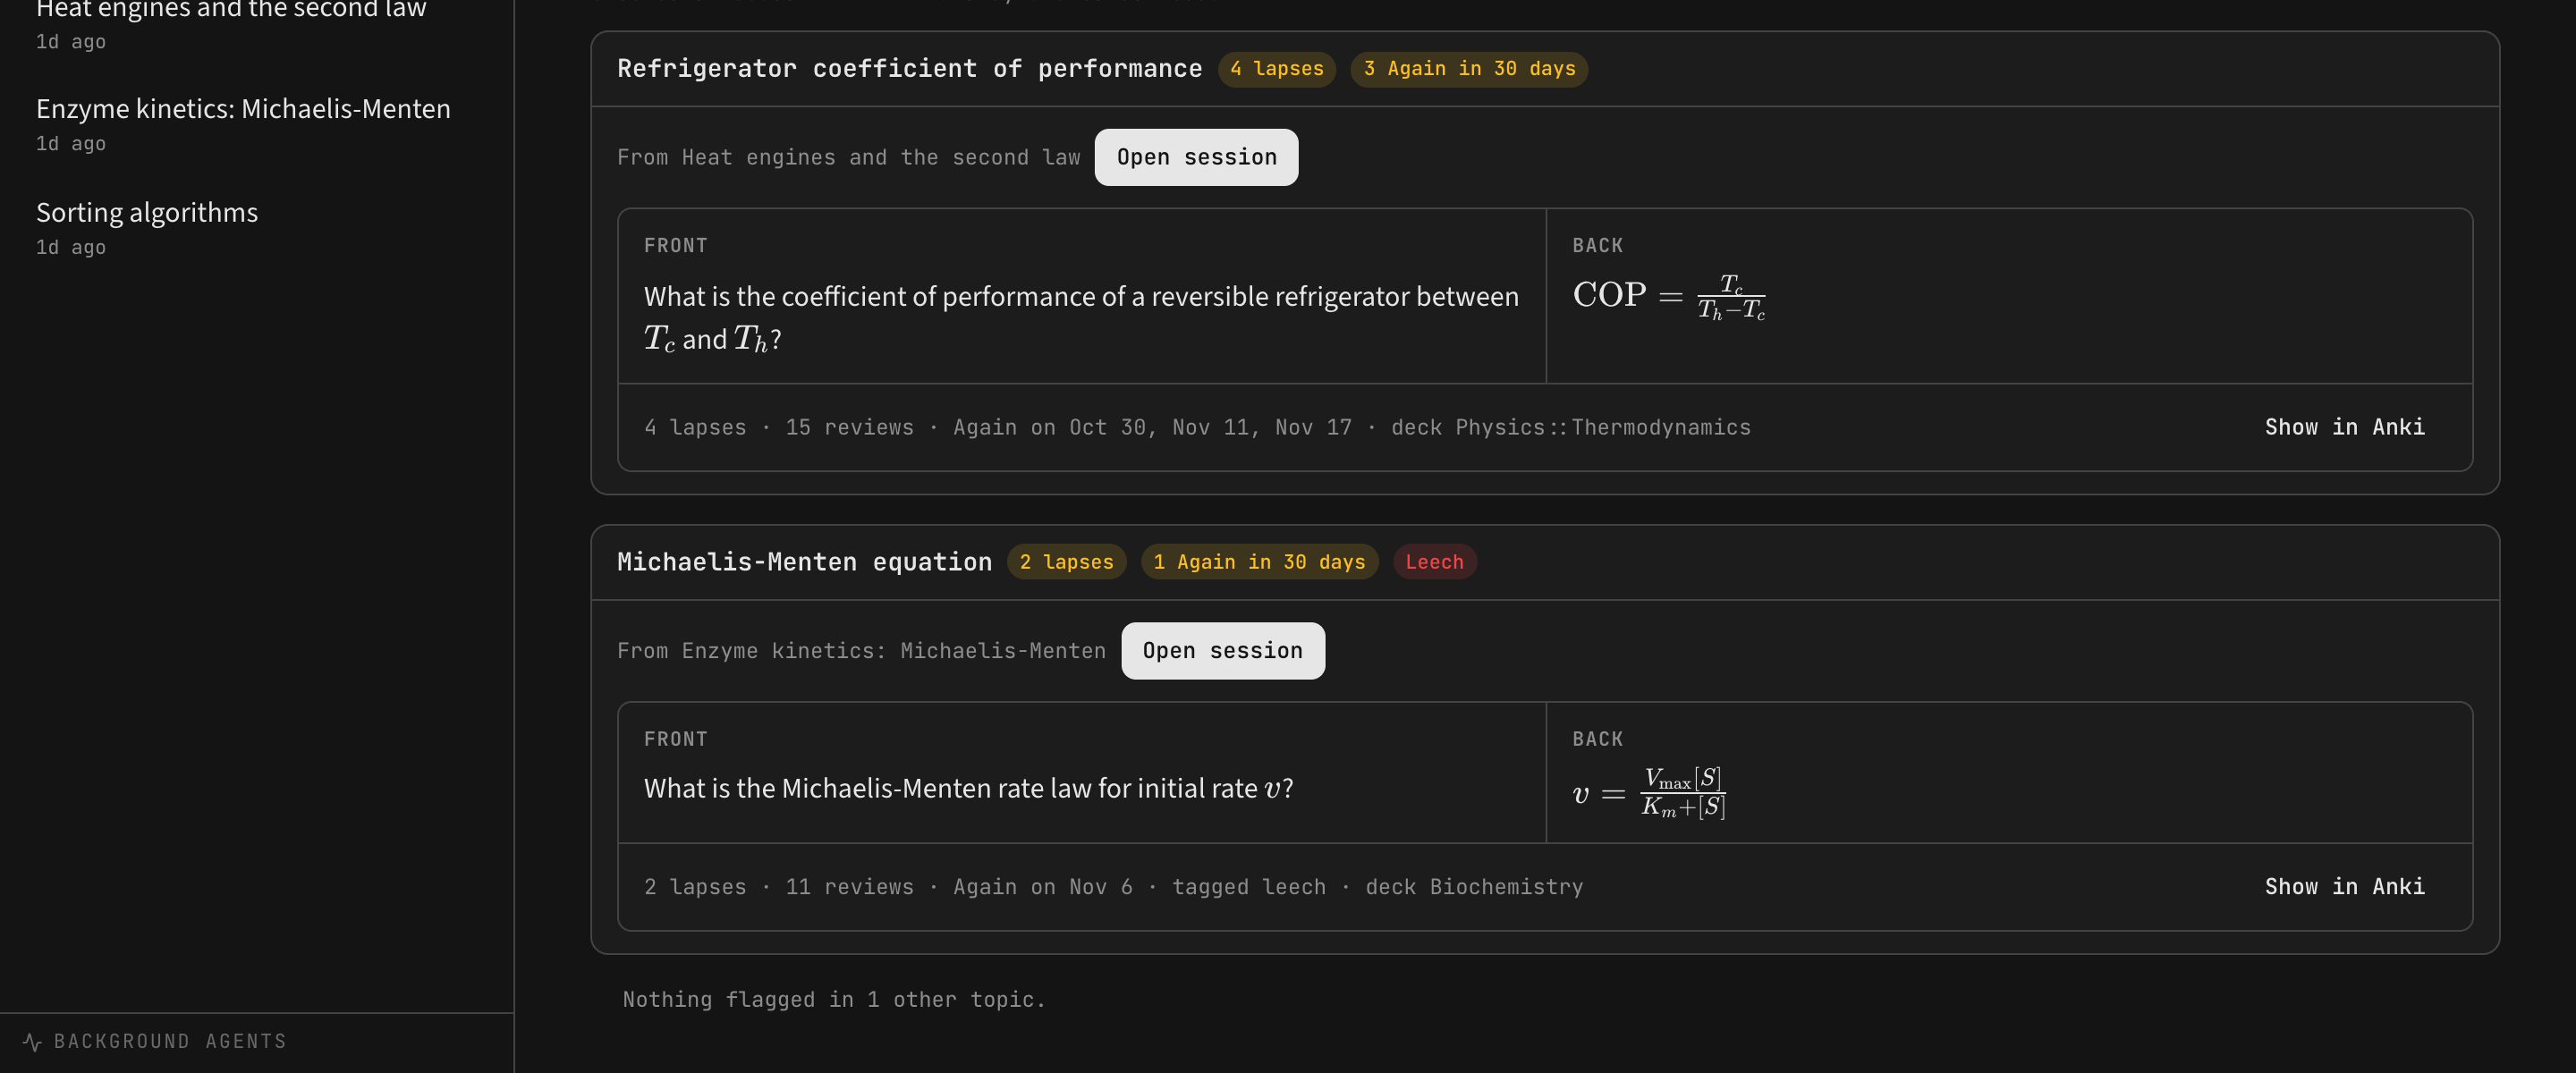 Heat engines and the second law
1d ago
Enzyme kinetics: Michaelis-Menten
1d ago
Sorting algorithms
1d ago
BACKGROUND AGENTS
Refrigerator coefficient of performance 4 lapses 3 Again in 30 days
From Heat engines and the second law Open session
FRONT
What is the coefficient of performance of a reversible refrigerator between
T_c and T_h?
BACK
COP = T_c / (T_h − T_c)
4 lapses · 15 reviews · Again on Oct 30, Nov 11, Nov 17 · deck Physics::Thermodynamics Show in Anki
Michaelis-Menten equation 2 lapses 1 Again in 30 days Leech
From Enzyme kinetics: Michaelis-Menten Open session
FRONT
What is the Michaelis-Menten rate law for initial rate v?
BACK
v = V_max[S] / (K_m + [S])
2 lapses · 11 reviews · Again on Nov 6 · tagged leech · deck Biochemistry Show in Anki
Nothing flagged in 1 other topic.